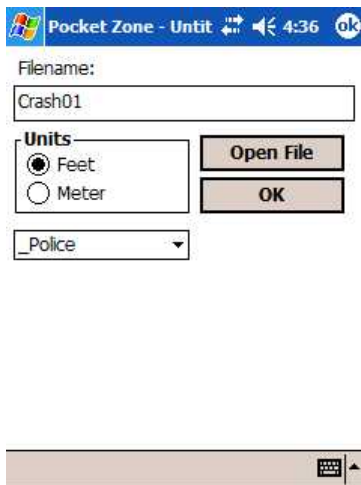 Pocket Zone - Untit 4:36 ok
Filename:
Crash01
Units
Feet
Meter
Open File
OK
_Police